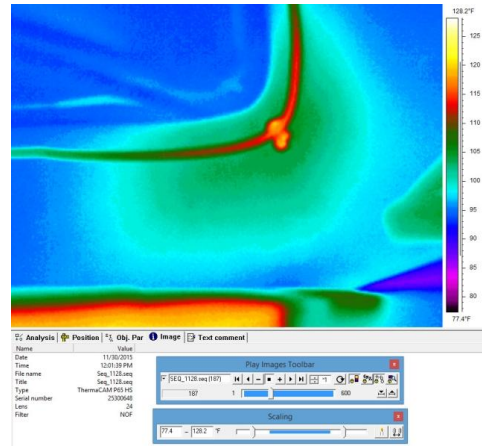 128.2°F
125
120
115
110
105
100
95
90
85
80
77.4°F
Analysis Position Obj. Par Image Text comment
Name Value
Date 11/30/2015
Time 12:01:39 PM
File name Seq_1128.seq
Title Seq_1128.seq
Type ThermaCAM P65 HS
Serial number 25300648
Lens 24
Filter NOF
Play Images Toolbar
SEQ_1128.seq (187)
187 1 600
Scaling
77.4 – 128.2 °F